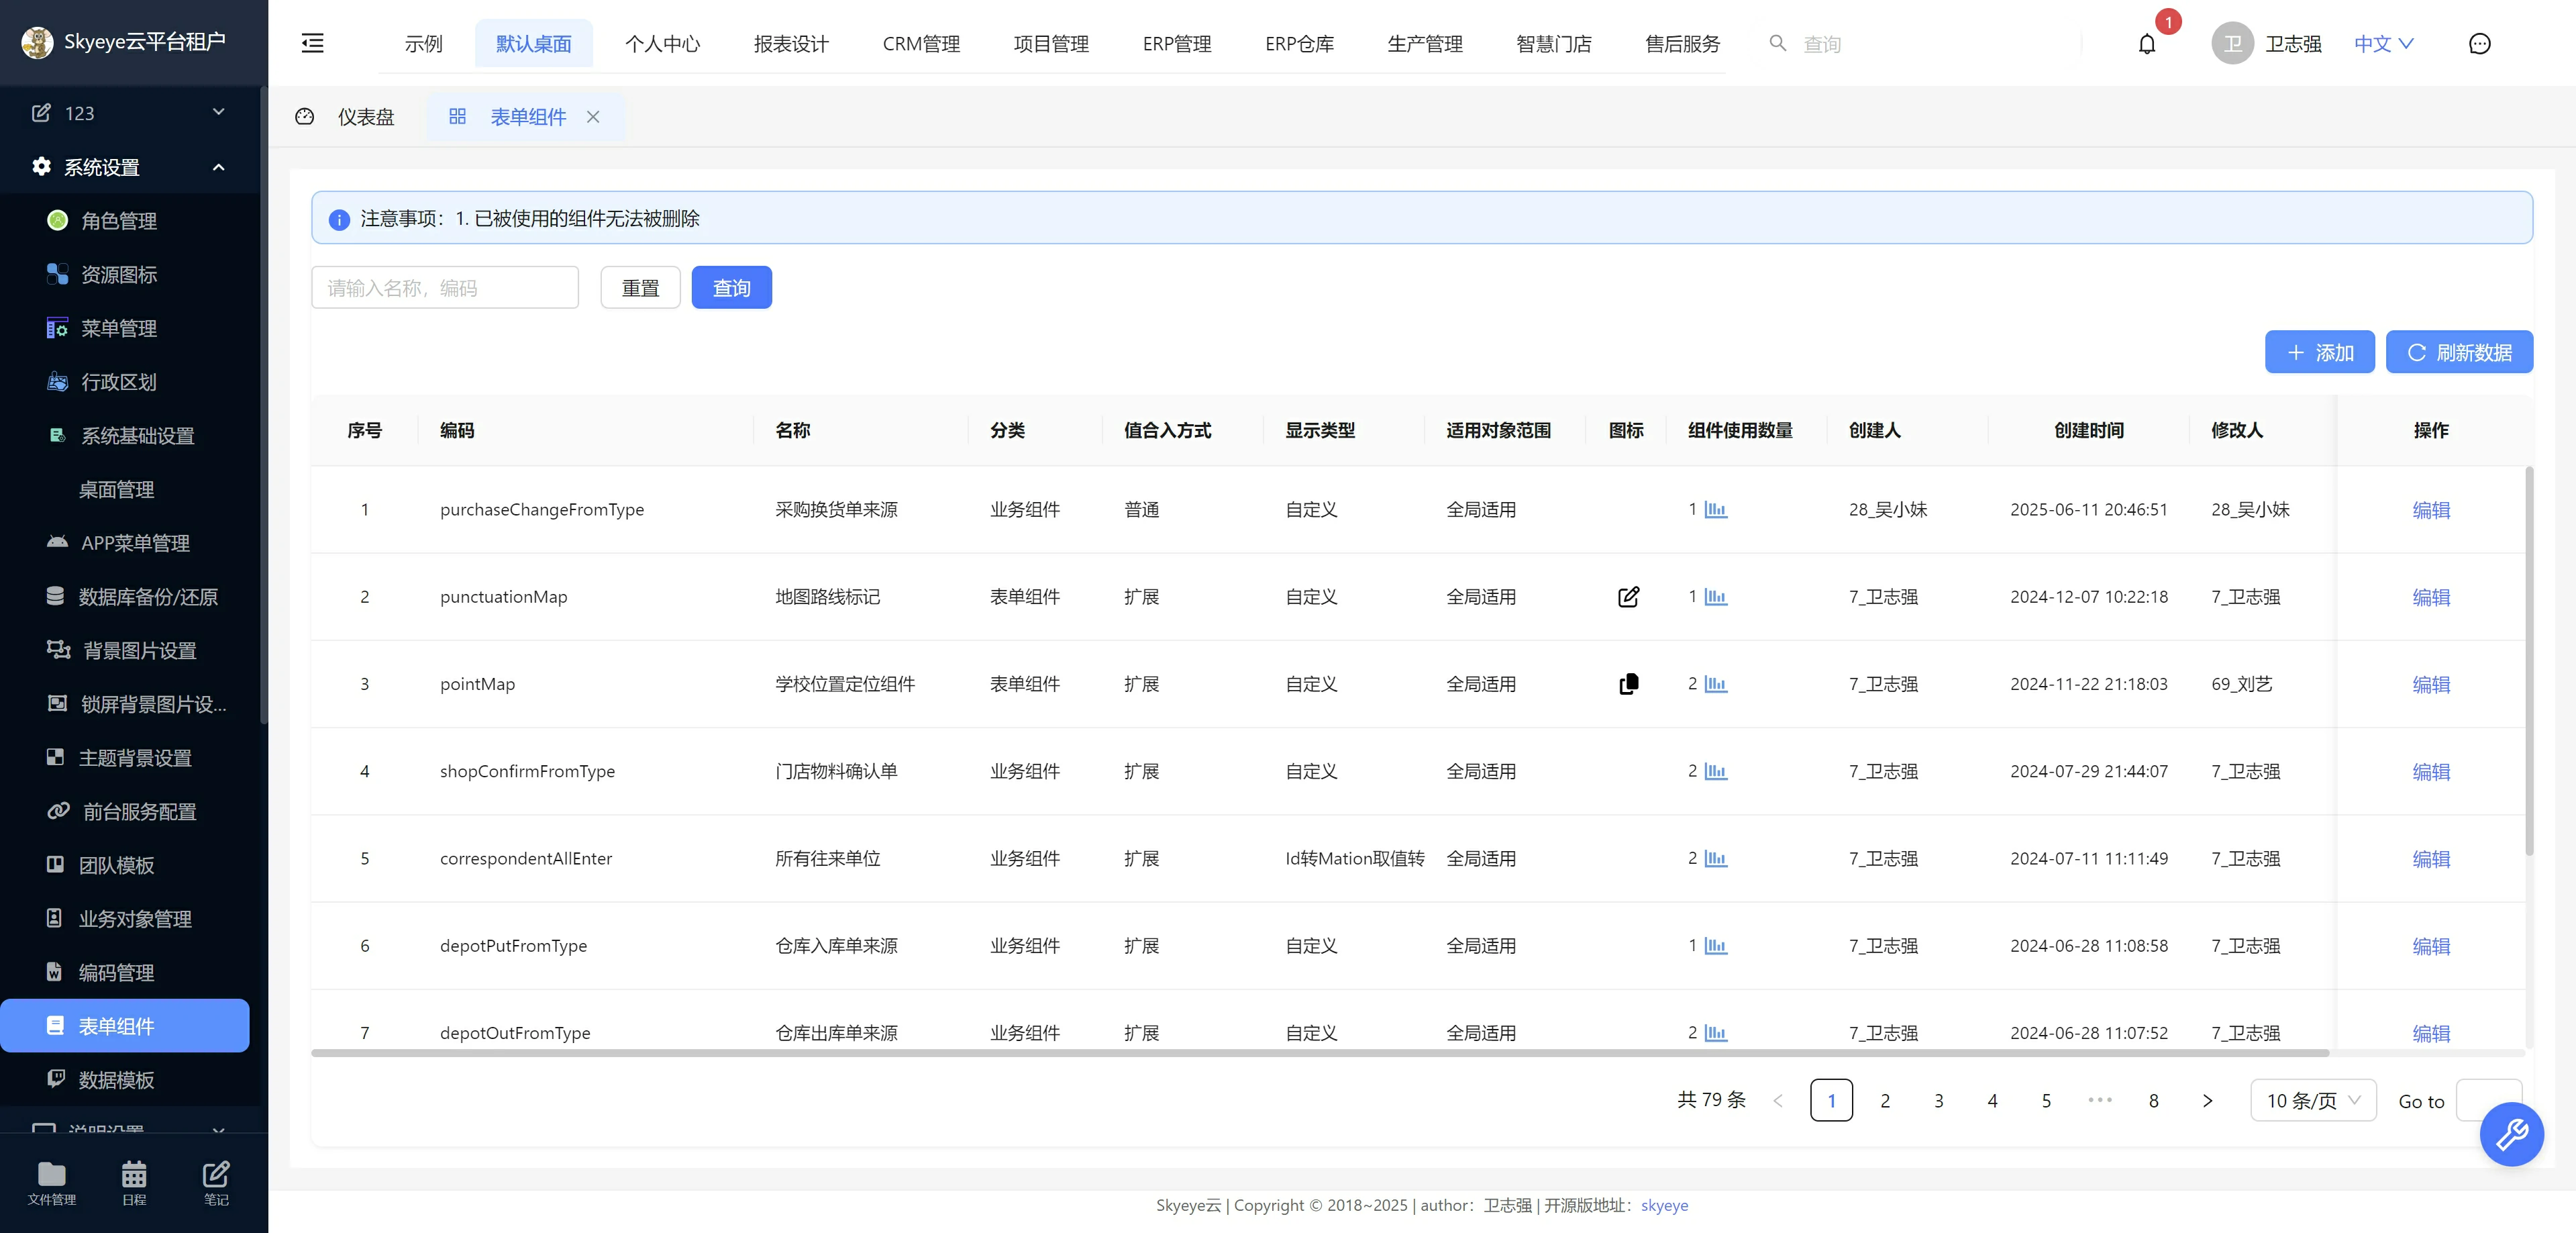 Skyeye云平台租户
示例 默认桌面 个人中心 报表设计 CRM管理 项目管理 ERP管理 ERP仓库 生产管理 智慧门店 售后服务 查询 1 卫 卫志强 中文
仪表盘 表单组件
123
系统设置
角色管理
资源图标
菜单管理
行政区划
系统基础设置
桌面管理
APP菜单管理
数据库备份/还原
背景图片设置
锁屏背景图片设...
主题背景设置
前台服务配置
团队模板
业务对象管理
编码管理
表单组件
数据模板
说明设置
文件管理 日程 笔记
注意事项：1. 已被使用的组件无法被删除
请输入名称，编码 重置 查询
添加 刷新数据
序号 编码 名称 分类 值合入方式 显示类型 适用对象范围 图标 组件使用数量 创建人 创建时间 修改人 操作
1 purchaseChangeFromType 采购换货单来源 业务组件 普通 自定义 全局适用 1 28_吴小妹 2025-06-11 20:46:51 28_吴小妹 编辑
2 punctuationMap 地图路线标记 表单组件 扩展 自定义 全局适用 1 7_卫志强 2024-12-07 10:22:18 7_卫志强 编辑
3 pointMap 学校位置定位组件 表单组件 扩展 自定义 全局适用 2 7_卫志强 2024-11-22 21:18:03 69_刘艺 编辑
4 shopConfirmFromType 门店物料确认单 业务组件 扩展 自定义 全局适用 2 7_卫志强 2024-07-29 21:44:07 7_卫志强 编辑
5 correspondentAllEnter 所有往来单位 业务组件 扩展 Id转Mation取值转 全局适用 2 7_卫志强 2024-07-11 11:11:49 7_卫志强 编辑
6 depotPutFromType 仓库入库单来源 业务组件 扩展 自定义 全局适用 1 7_卫志强 2024-06-28 11:08:58 7_卫志强 编辑
7 depotOutFromType 仓库出库单来源 业务组件 扩展 自定义 全局适用 2 7_卫志强 2024-06-28 11:07:52 7_卫志强 编辑
共 79 条 1 2 3 4 5 ••• 8 10 条/页 Go to
Skyeye云 | Copyright © 2018~2025 | author：卫志强 | 开源版地址：skyeye